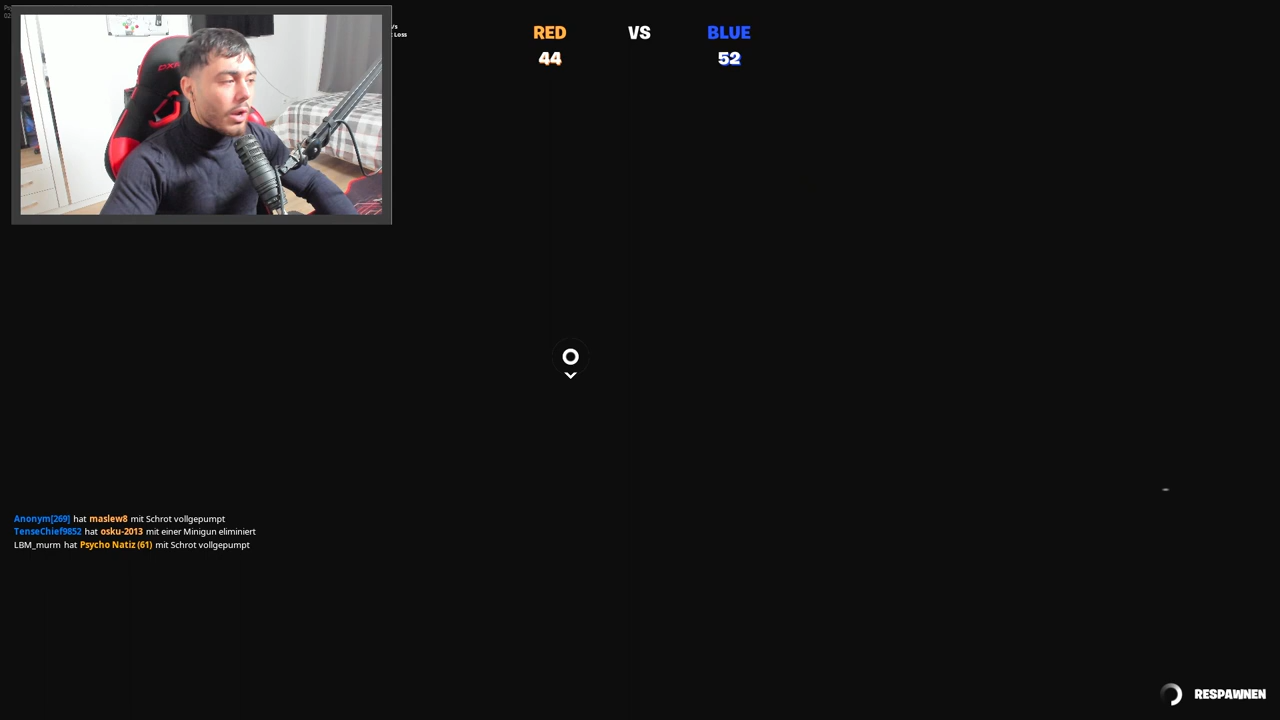 RED VS BLUE
44 52
Loss
Anonym[269] hat maslew8 mit Schrot vollgepumpt
TenseChief9852 hat osku-2013 mit einer Minigun eliminiert
LBM_murm hat Psycho Natiz (61) mit Schrot vollgepumpt
RESPAWNEN